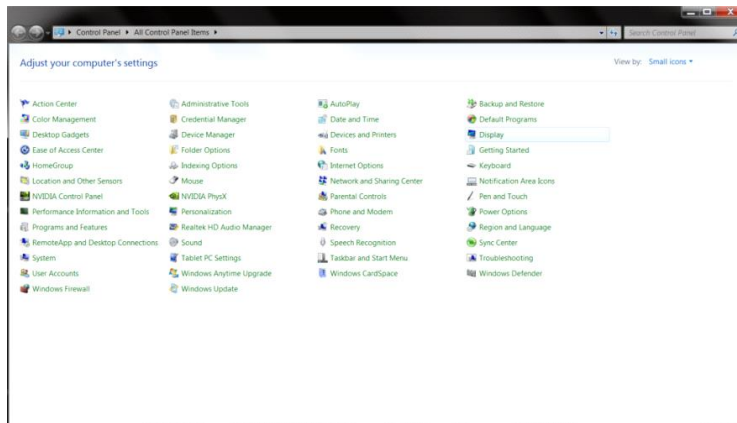 Control Panel ▸ All Control Panel Items ▸ Search Control Panel
Adjust your computer's settings View by: Small icons
Action Center Administrative Tools AutoPlay Backup and Restore
Color Management Credential Manager Date and Time Default Programs
Desktop Gadgets Device Manager Devices and Printers Display
Ease of Access Center Folder Options Fonts Getting Started
HomeGroup Indexing Options Internet Options Keyboard
Location and Other Sensors Mouse Network and Sharing Center Notification Area Icons
NVIDIA Control Panel NVIDIA PhysX Parental Controls Pen and Touch
Performance Information and Tools Personalization Phone and Modem Power Options
Programs and Features Realtek HD Audio Manager Recovery Region and Language
RemoteApp and Desktop Connections Sound Speech Recognition Sync Center
System Tablet PC Settings Taskbar and Start Menu Troubleshooting
User Accounts Windows Anytime Upgrade Windows CardSpace Windows Defender
Windows Firewall Windows Update